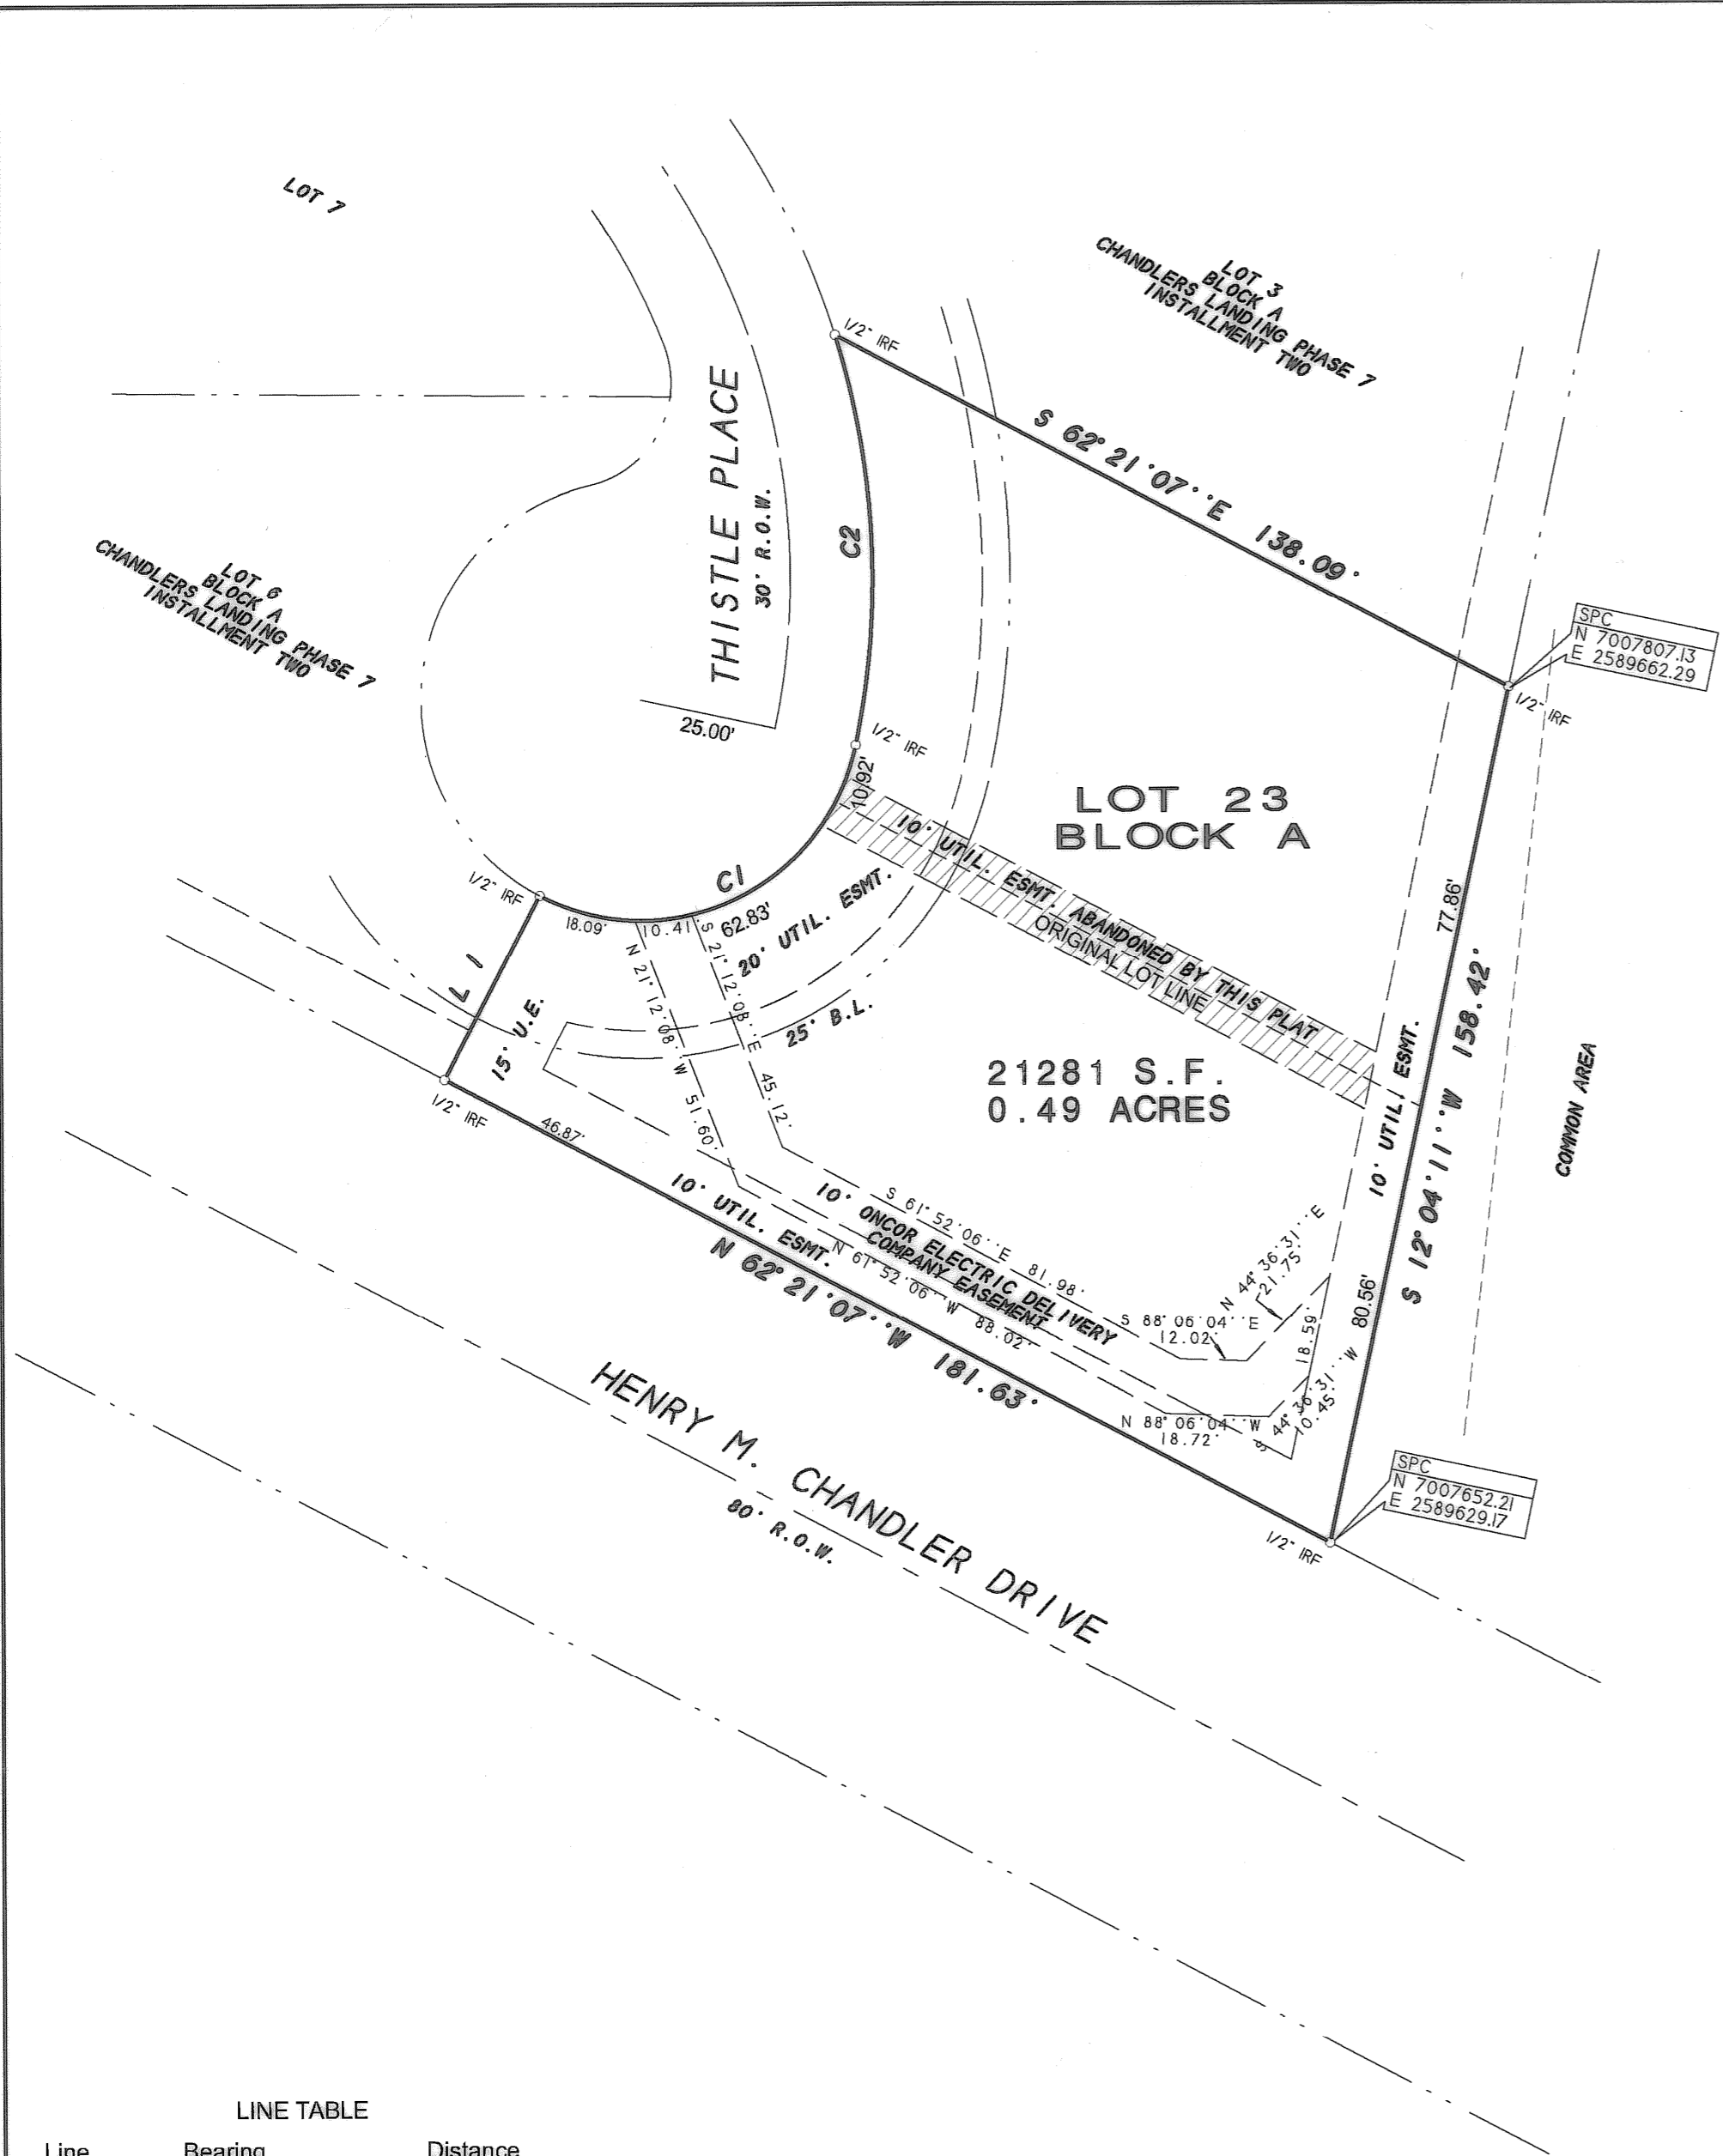 LOT 7
LOT 3
BLOCK A
CHANDLERS LANDING PHASE 7
INSTALLMENT TWO
1/2" IRF
THISTLE PLACE
30' R.O.W.
S 62° 21'07''E 138.09'
C2
LOT 6
BLOCK A
CHANDLERS LANDING PHASE 7
INSTALLMENT TWO
SPC
N 7007807.13
E 2589662.29
1/2" IRF
25.00'
1/2" IRF
10.92'
LOT 23
BLOCK A
10' UTIL. ESMT. ABANDONED BY THIS PLAT
ORIGINAL LOT LINE
77.86'
1/2" IRF
C1
18.09'
10.41'
62.83'
20' UTIL. ESMT.
25' B.L.
L 1
15' U.E.
N 21° 12'08''W 51.60'
S 21° 12'08''E 45.12'
21281 S.F.
0.49 ACRES
10' UTIL. ESMT.
S 12° 04'11''W 158.42'
COMMON AREA
1/2" IRF
46.87'
10' UTIL. ESMT.
N 62° 21'07''W 181.63'
10' ONCOR ELECTRIC DELIVERY
COMPANY EASEMENT
S 61° 52'06''E 81.98'
N 61° 52'06''W 88.02'
N 44° 36'31''E
21.75'
S 88° 06'04''E
12.02'
18.59'
80.56'
S 44° 36'31''W
10.45'
N 88° 06'04''W
18.72'
SPC
N 7007652.21
E 2589629.17
1/2" IRF
HENRY M. CHANDLER DRIVE
80' R.O.W.
LINE TABLE
Line Bearing Distance